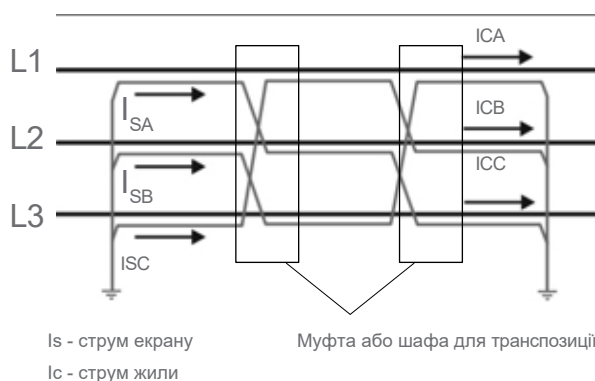 ICA
L1
ISA
ICB
L2
ICC
ISB
L3
ISC
Is - струм екрану
Муфта або шафа для транспозиції
Ic - струм жили